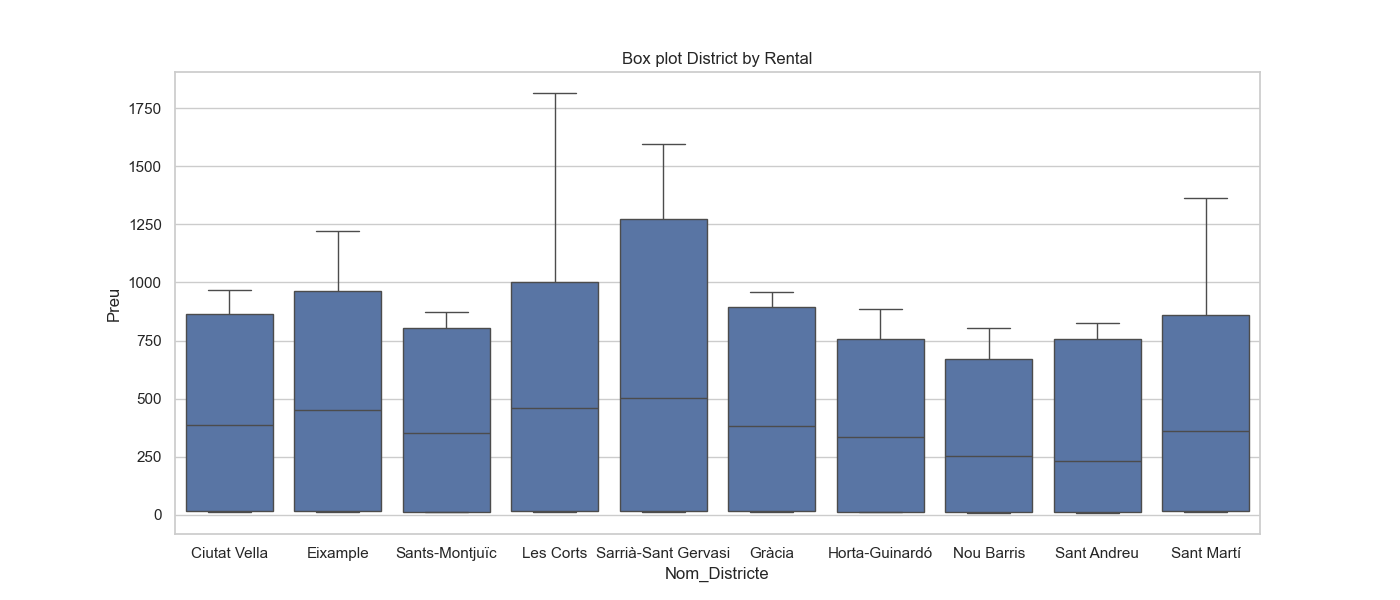 Box plot District by Rental
Preu
1750
1500
1250
1000
750
500
250
0
Ciutat Vella Eixample Sants-Montjuïc Les Corts Sarrià-Sant Gervasi Gràcia Horta-Guinardó Nou Barris Sant Andreu Sant Martí
Nom_Districte